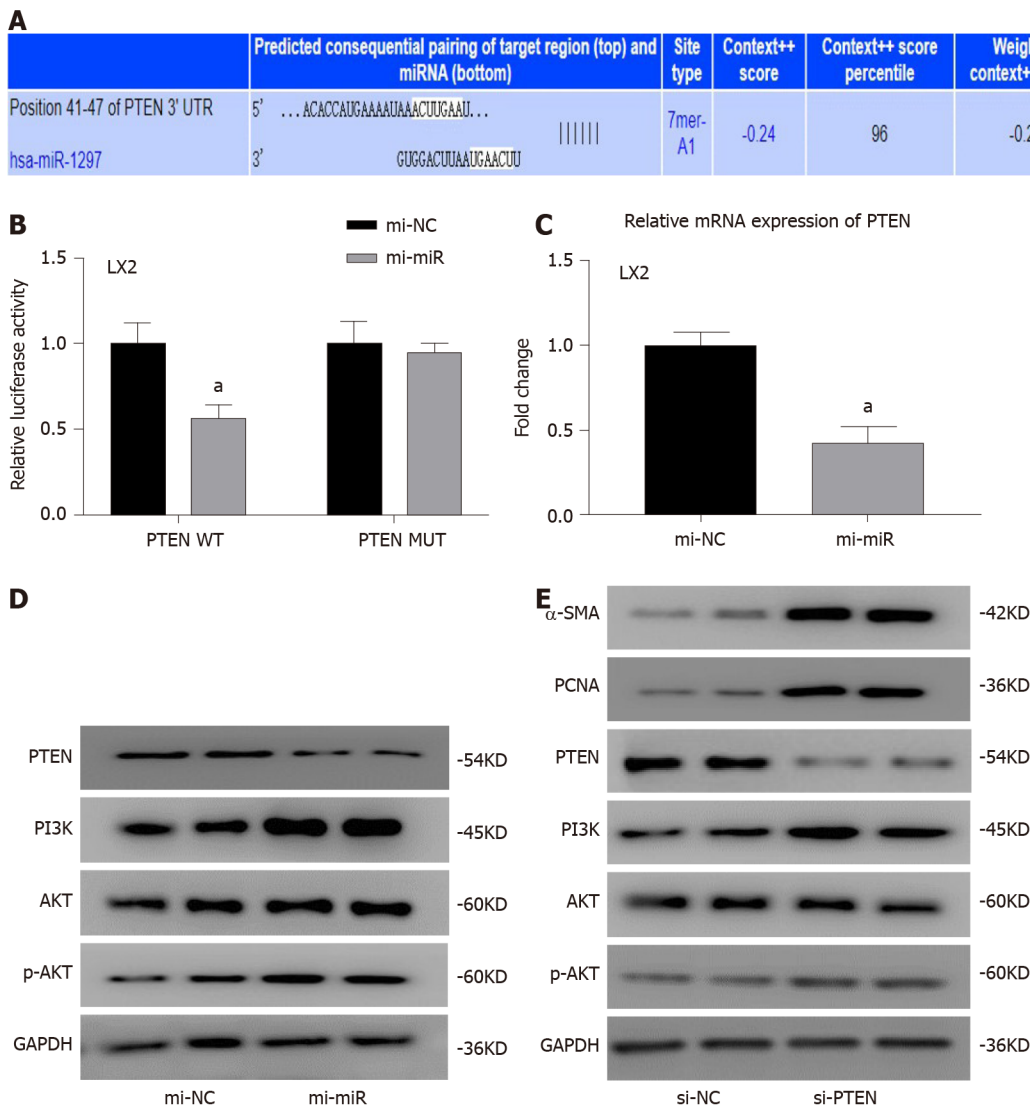 A
Predicted consequential pairing of target region (top) and miRNA (bottom)
Site type
Context++ score
Context++ score percentile
Position 41-47 of PTEN 3' UTR
5' ...ACACCAUGAAAAUAAACUUGAAU...
hsa-miR-1297
3' GUGGACUUAAUGAACUU
7mer-A1
-0.24
96
B
mi-NC
mi-miR
LX2
Relative luciferase activity
1.5
1.0
0.5
0.0
a
PTEN WT
PTEN MUT
C
Relative mRNA expression of PTEN
LX2
Fold change
1.5
1.0
0.5
0.0
a
mi-NC
mi-miR
D
PTEN
-54KD
PI3K
-45KD
AKT
-60KD
p-AKT
-60KD
GAPDH
-36KD
mi-NC
mi-miR
E
α-SMA
-42KD
PCNA
-36KD
PTEN
-54KD
PI3K
-45KD
AKT
-60KD
p-AKT
-60KD
GAPDH
-36KD
si-NC
si-PTEN